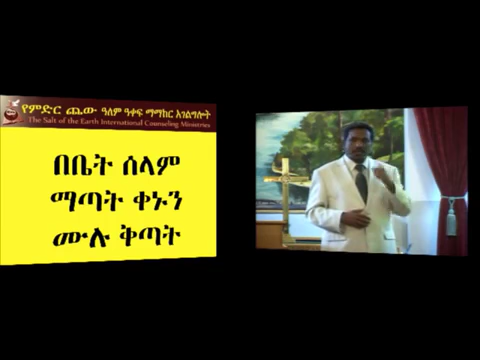 የምድር ጨው ዓለም ዓቀፍ ማማከር አገልግሎት
The Salt of the Earth International Counseling Ministries
በቤት ሰላም
ማጣት ቀኑን
ሙሉ ቅጣት